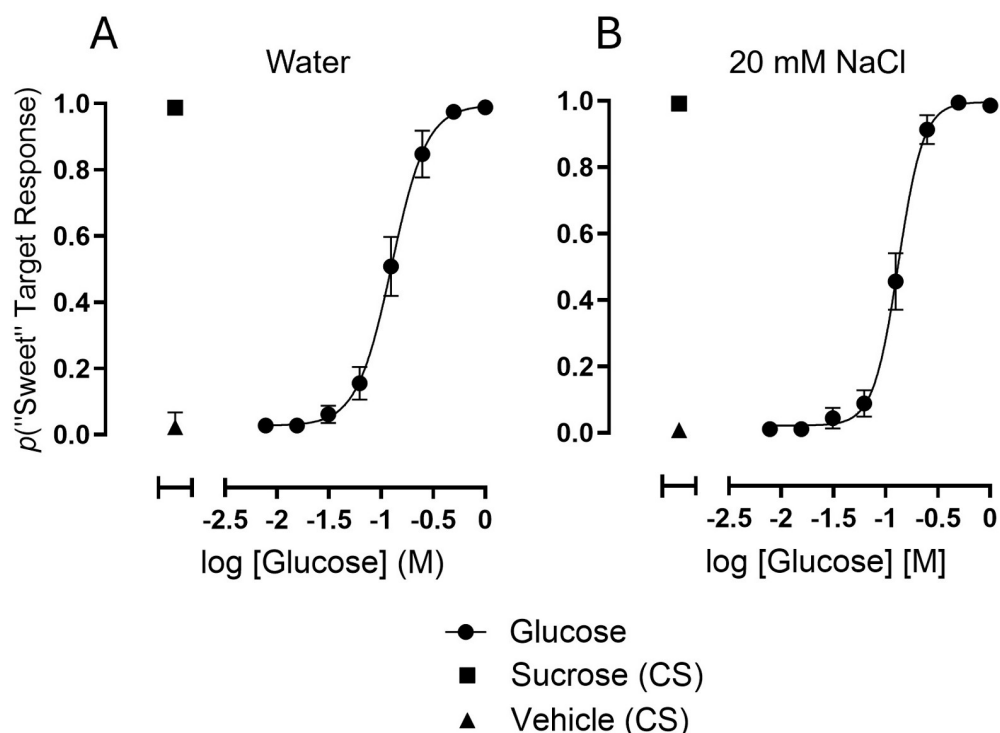 A
B
Water
20 mM NaCl
p("Sweet" Target Response)
1.0
0.8
0.6
0.4
0.2
0.0
1.0
0.8
0.6
0.4
0.2
0.0
-2.5 -2 -1.5 -1 -0.5 0
-2.5 -2 -1.5 -1 -0.5 0
log [Glucose] (M)
log [Glucose] [M]
Glucose
Sucrose (CS)
Vehicle (CS)